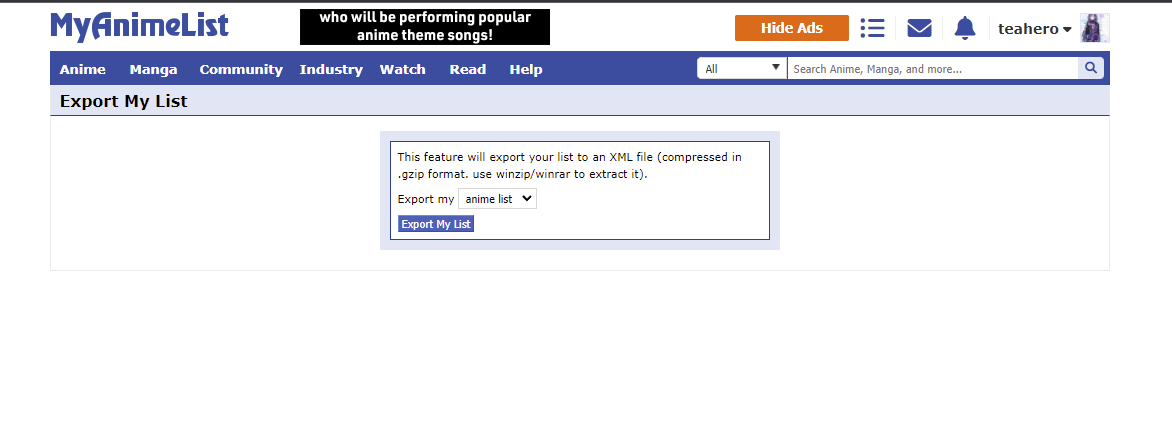 MyAnimeList
who will be performing popular
anime theme songs!
Hide Ads
teahero
Anime Manga Community Industry Watch Read Help
All
Search Anime, Manga, and more...
Export My List
This feature will export your list to an XML file (compressed in
.gzip format. use winzip/winrar to extract it).
Export my anime list
Export My List